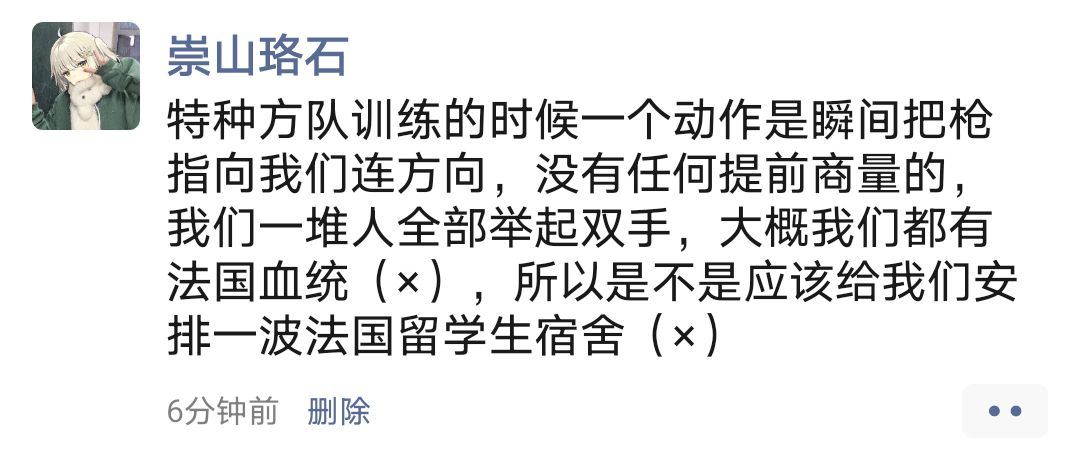 崇山珞石
特种方队训练的时候一个动作是瞬间把枪
指向我们连方向，没有任何提前商量的，
我们一堆人全部举起双手，大概我们都有
法国血统（×），所以是不是应该给我们安
排一波法国留学生宿舍（×）
6分钟前 删除